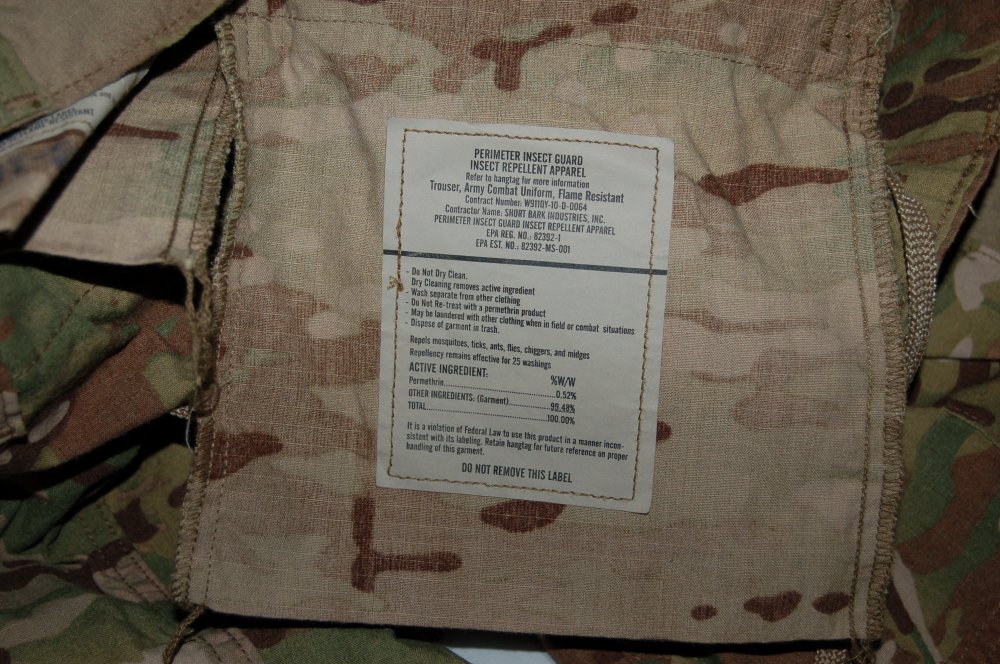 PERIMETER INSECT GUARD
INSECT REPELLENT APPAREL
Refer to hangtag for more information
Trouser, Army Combat Uniform, Flame Resistant
Contract Number: W911QY-10-D-0064
Contractor Name: SHORT BARK INDUSTRIES, INC.
PERIMETER INSECT GUARD INSECT REPELLENT APPAREL
EPA REG. NO.: 82392-1
EPA EST. NO.: 82392-MS-001
- Do Not Dry Clean.
Dry Cleaning removes active ingredient
- Wash separate from other clothing
- Do Not Re-treat with a permethrin product
- May be laundered with other clothing when in field or combat situations
- Dispose of garment in trash.
Repels mosquitoes, ticks, ants, flies, chiggers, and midges
Repellency remains effective for 25 washings
ACTIVE INGREDIENT: %W/W
Permethrin..............................0.52%
OTHER INGREDIENTS: (Garment)..............99.48%
TOTAL..............................100.00%
It is a violation of Federal Law to use this product in a manner incon-
sistent with its labeling. Retain hangtag for future reference on proper
handling of this garment.
DO NOT REMOVE THIS LABEL